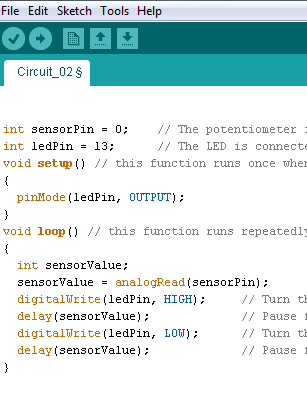 File Edit Sketch Tools Help
Circuit_02 §
int sensorPin = 0; // The potentiometer
int ledPin = 13; // The LED is connecte
void setup() // this function runs once when
{
pinMode(ledPin, OUTPUT);
}
void loop() // this function runs repeatedly
{
int sensorValue;
sensorValue = analogRead(sensorPin);
digitalWrite(ledPin, HIGH); // Turn th
delay(sensorValue); // Pause f
digitalWrite(ledPin, LOW); // Turn th
delay(sensorValue); // Pause f
}